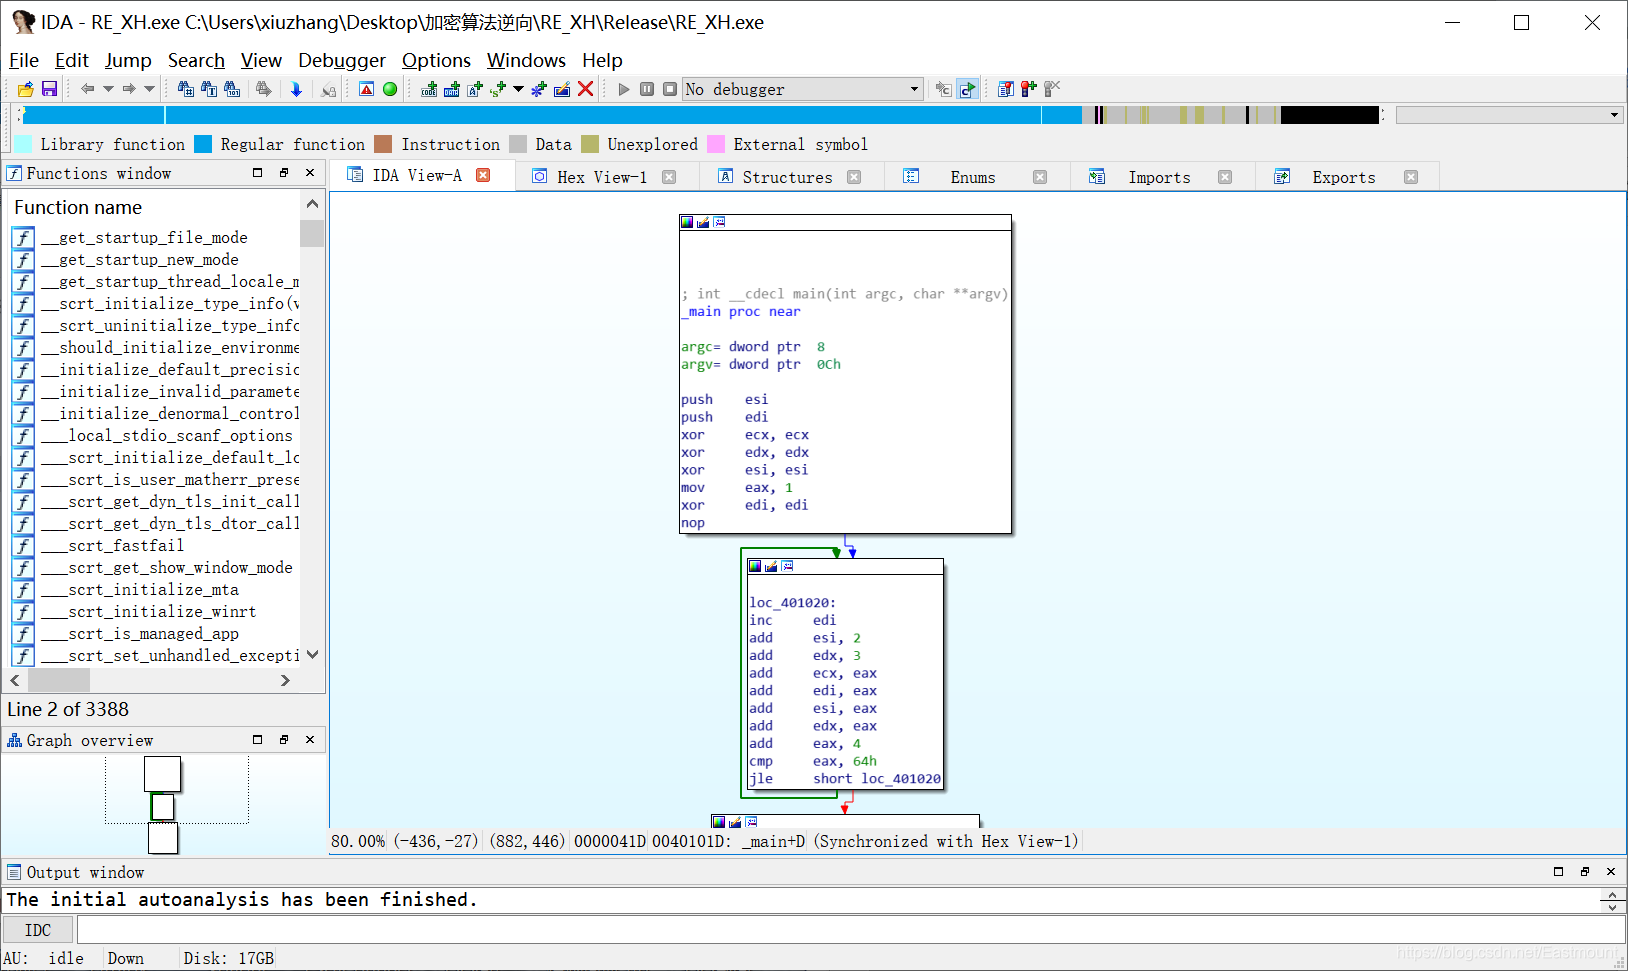 IDA - RE_XH.exe C:\Users\xiuzhang\Desktop\加密算法逆向\RE_XH\Release\RE_XH.exe
File Edit Jump Search View Debugger Options Windows Help
No debugger
Library function Regular function Instruction Data Unexplored External symbol
Functions window
IDA View-A Hex View-1 Structures Enums Imports Exports
Function name
__get_startup_file_mode
__get_startup_new_mode
__get_startup_thread_locale_m
__scrt_initialize_type_info(v
__scrt_uninitialize_type_info
__should_initialize_environme
__initialize_default_precisio
__initialize_invalid_paramete
__initialize_denormal_control
___local_stdio_scanf_options
___scrt_initialize_default_lo
___scrt_is_user_matherr_prese
___scrt_get_dyn_tls_init_call
___scrt_get_dyn_tls_dtor_call
___scrt_fastfail
___scrt_get_show_window_mode
___scrt_initialize_mta
___scrt_initialize_winrt
___scrt_is_managed_app
___scrt_set_unhandled_excepti
Line 2 of 3388
Graph overview
; int __cdecl main(int argc, char **argv)
_main proc near
argc= dword ptr 8
argv= dword ptr 0Ch
push esi
push edi
xor ecx, ecx
xor edx, edx
xor esi, esi
mov eax, 1
xor edi, edi
nop
loc_401020:
inc edi
add esi, 2
add edx, 3
add ecx, eax
add edi, eax
add esi, eax
add edx, eax
add eax, 4
cmp eax, 64h
jle short loc_401020
80.00% (-436,-27) (882,446) 0000041D 0040101D: _main+D (Synchronized with Hex View-1)
Output window
The initial autoanalysis has been finished.
IDC
AU: idle Down Disk: 17GB
https://blog.csdn.net/Eastmount